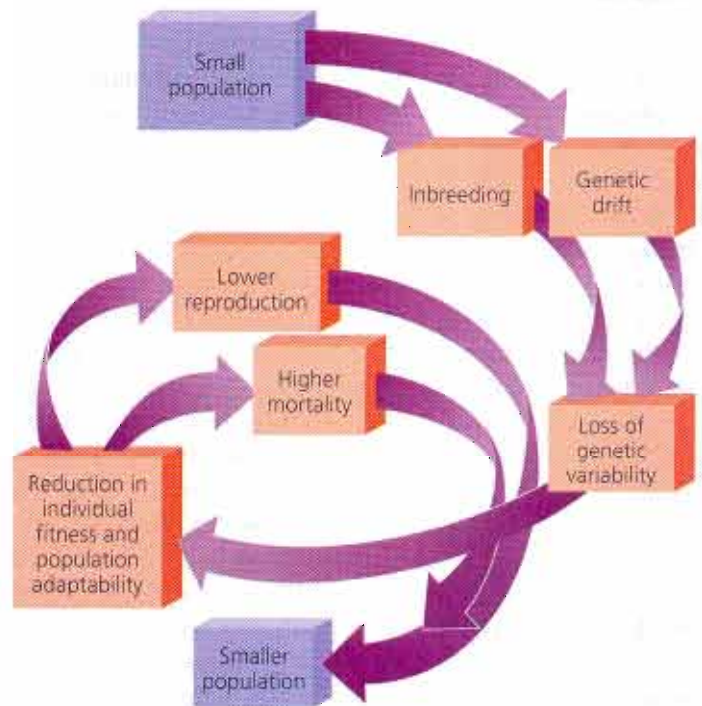 Small
population
Inbreeding
Genetic
drift
Lower
reproduction
Higher
mortality
Loss of
genetic
variability
Reduction in
individual
fitness and
population
adaptability
Smaller
population